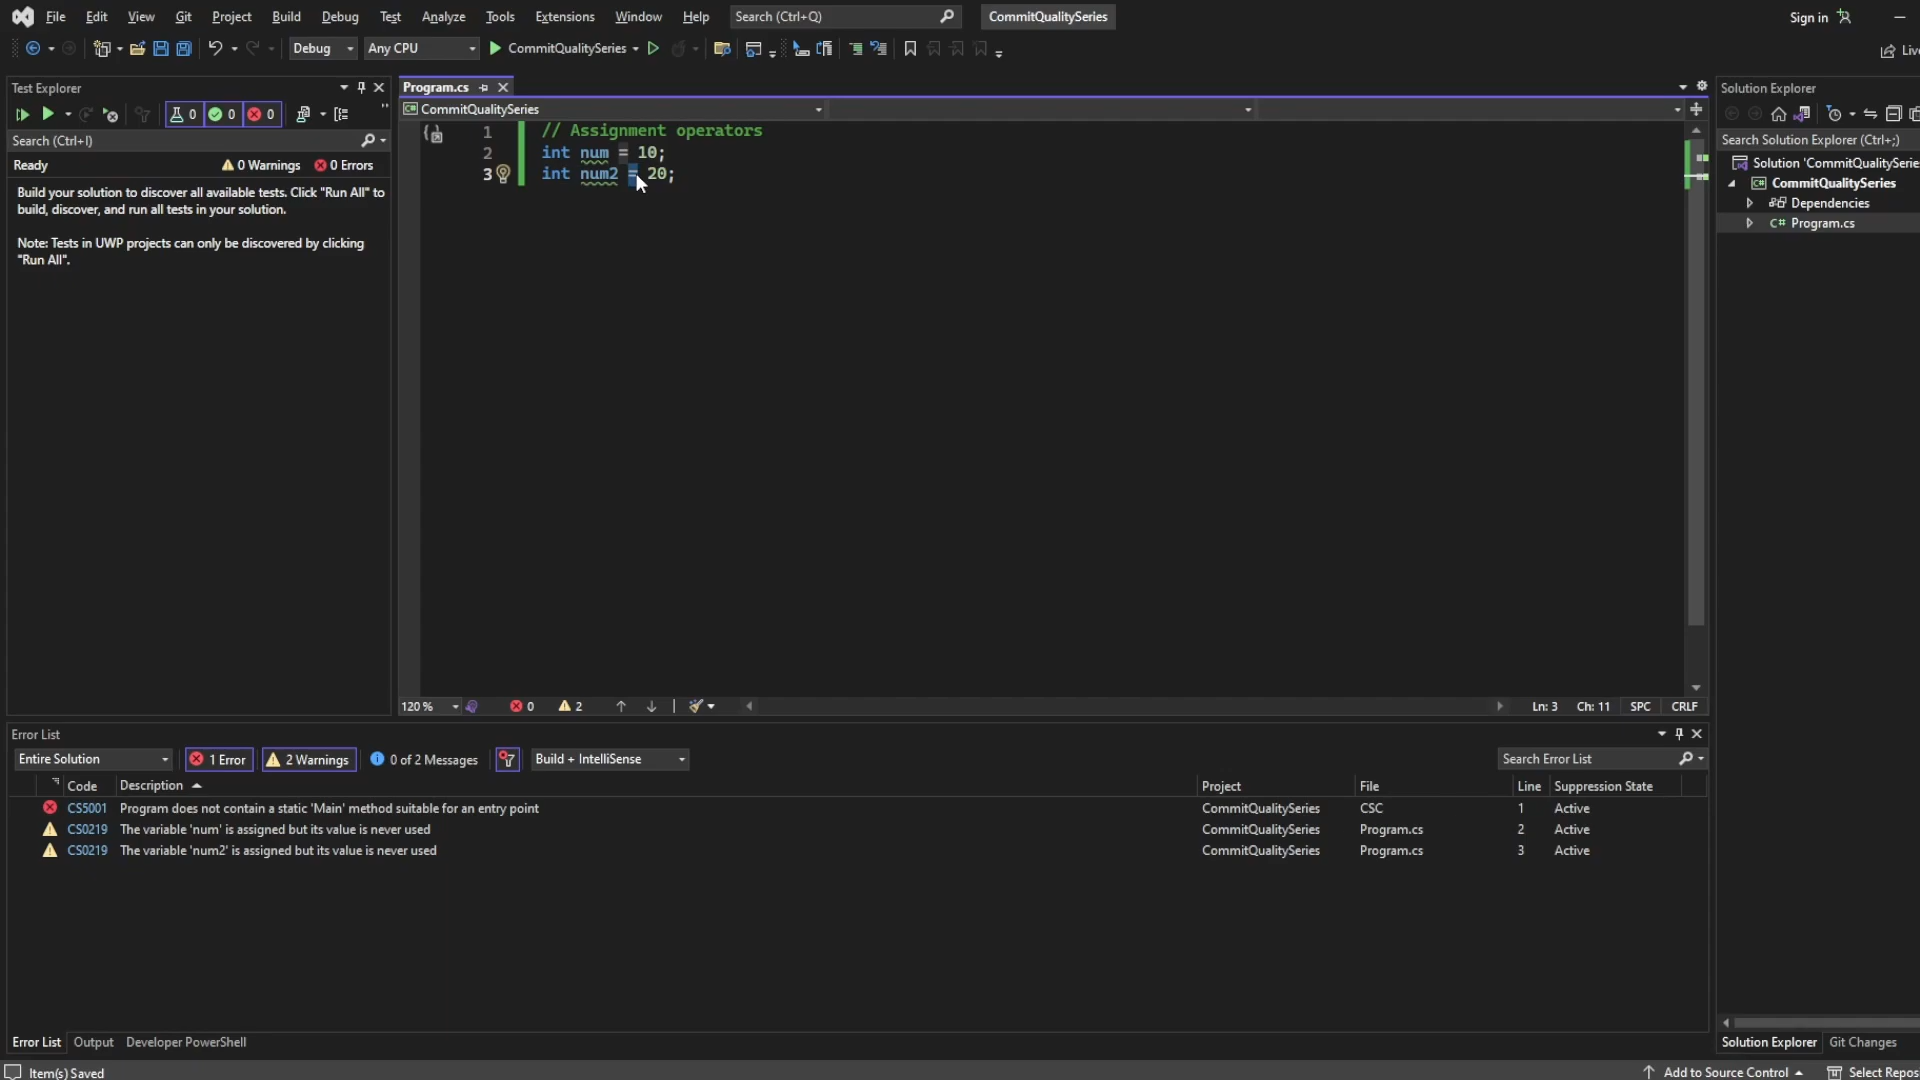 File Edit View Git Project Build Debug Test Analyze Tools Extensions Window Help Search (Ctrl+Q) CommitQualitySeries Sign in
Debug Any CPU CommitQualitySeries Live
Test Explorer
0 0 0
Search (Ctrl+I)
Ready 0 Warnings 0 Errors
Build your solution to discover all available tests. Click "Run All" to
build, discover, and run all tests in your solution.
Note: Tests in UWP projects can only be discovered by clicking
"Run All".
Program.cs
CommitQualitySeries
1 // Assignment operators
2 int num = 10;
3 int num2 = 20;
120 % 0 2 Ln: 3 Ch: 11 SPC CRLF
Solution Explorer
Search Solution Explorer (Ctrl+;)
Solution 'CommitQualitySerie
CommitQualitySeries
Dependencies
C# Program.cs
Error List
Entire Solution 1 Error 2 Warnings 0 of 2 Messages Build + IntelliSense Search Error List
Code Description Project File Line Suppression State
CS5001 Program does not contain a static 'Main' method suitable for an entry point CommitQualitySeries CSC 1 Active
CS0219 The variable 'num' is assigned but its value is never used CommitQualitySeries Program.cs 2 Active
CS0219 The variable 'num2' is assigned but its value is never used CommitQualitySeries Program.cs 3 Active
Error List Output Developer PowerShell
Solution Explorer Git Changes
Item(s) Saved Add to Source Control Select Repos